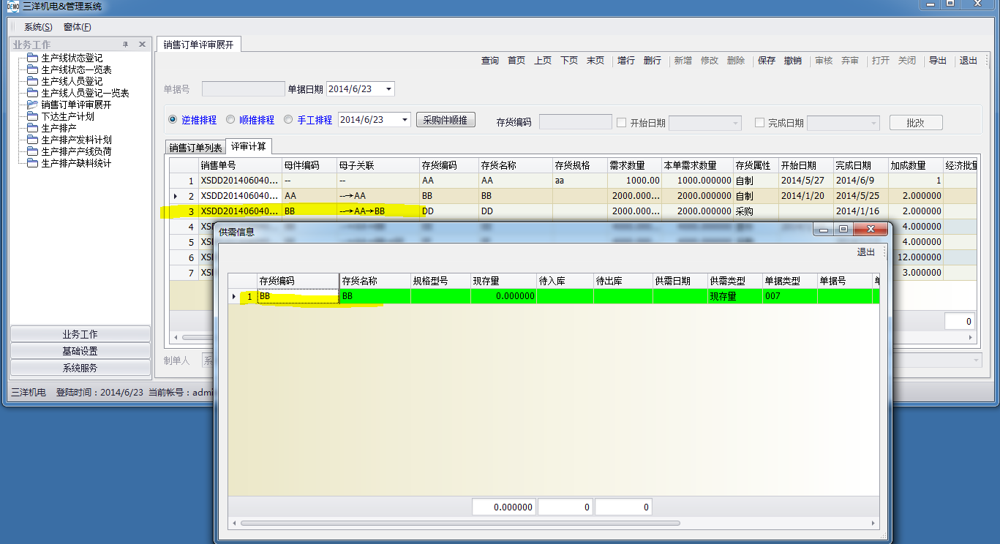 DEMO 三洋机电&管理系统
系统(S) 窗体(F)
业务工作
生产线状态登记
生产线状态一览表
生产线人员登记
生产线人员登记一览表
销售订单评审展开
下达生产计划
生产排产
生产排产发料计划
生产排产产线负荷
生产排产缺料统计
业务工作
基础设置
系统服务
销售订单评审展开
查询 首页 上页 下页 末页 增行 删行 新增 修改 删除 保存 撤销 审核 弃审 打开 关闭 导出 退出
单据号 单据日期 2014/6/23
逆推排程 顺推排程 手工排程 2014/6/23 采购件顺推 存货编码 开始日期 完成日期 批改
销售订单列表 评审计算
销售单号 母件编码 母子关联 存货编码 存货名称 存货规格 需求数量 本单需求数量 存货属性 开始日期 完成日期 加成数量 经济批量
1 XSDD201406040... -- -- AA AA aa 1000.00 1000.000000 自制 2014/5/27 2014/6/9 1
2 XSDD201406040... AA --→AA BB BB 2000.000... 2000.000000 自制 2014/1/20 2014/5/25 2.000000
3 XSDD201406040... BB --→AA→BB DD DD 2000.000... 2000.000000 采购 2014/1/16 2.000000
4 4.000000
5 4.000000
6 12.000000
7 3.000000
0
制单人
三洋机电 登陆时间：2014/6/23 当前帐号：admi
供需信息
退出
存货编码 存货名称 规格型号 现存量 待入库 待出库 供需日期 供需类型 单据类型 单据号
1 BB BB 0.000000 现存量 007
0.000000 0 0